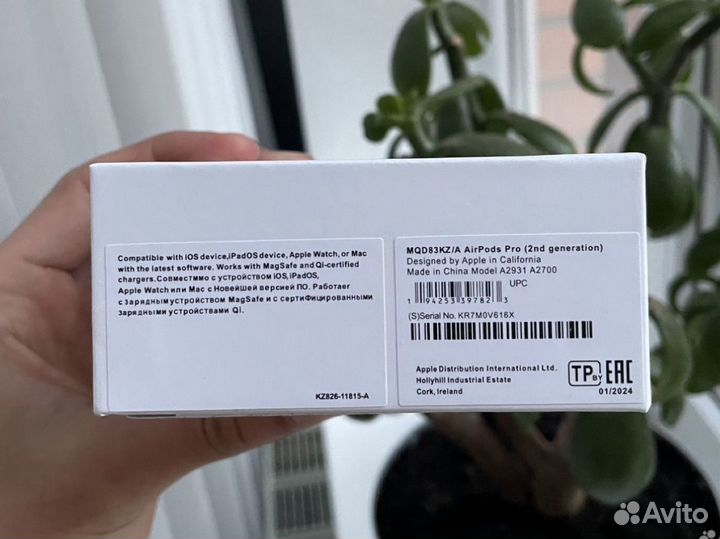 Compatible with iOS device,iPadOS device, Apple Watch, or Mac
with the latest software. Works with MagSafe and Qi-certified
chargers.Совместммо с устройством iOS, iPadOS,
Apple Watch или Mac с Новейшей версией ПО. Работает
с Зарядным устройством MagSafe и с сертифицированными
зарядными устройствами Qi.
KZ826-11815-A
MQD83KZ/A AirPods Pro (2nd generation)
Designed by Apple in California
Made in China Model A2931 A2700
UPC
1 94253 39782 3
(S)Serial No. KR7M0V616X
Apple Distribution International Ltd.
Hollyhill Industrial Estate
Cork, Ireland
TP BY EAC
01/2024
Avito